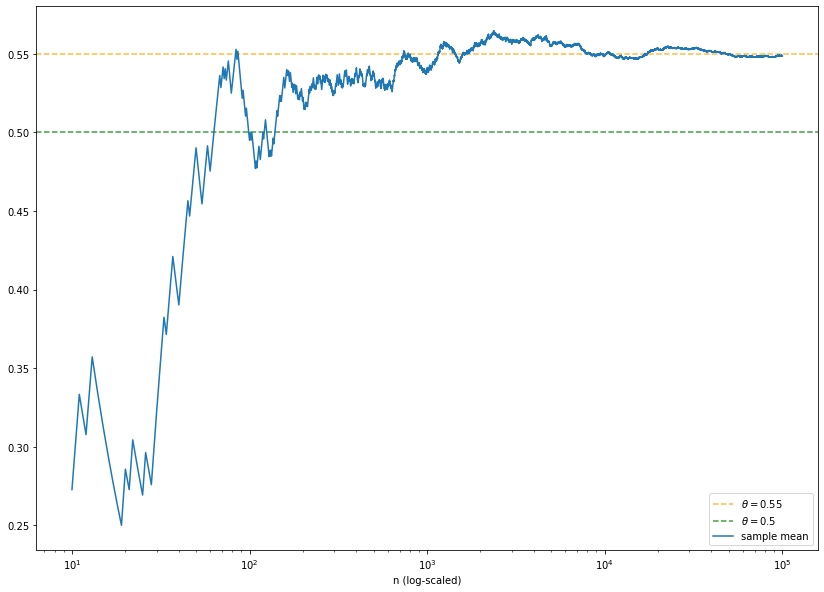 0.55
0.50
0.45
0.40
0.35
0.30
0.25
10¹ 10² 10³ 10⁴ 10⁵
n (log-scaled)
θ = 0.55
θ = 0.5
sample mean